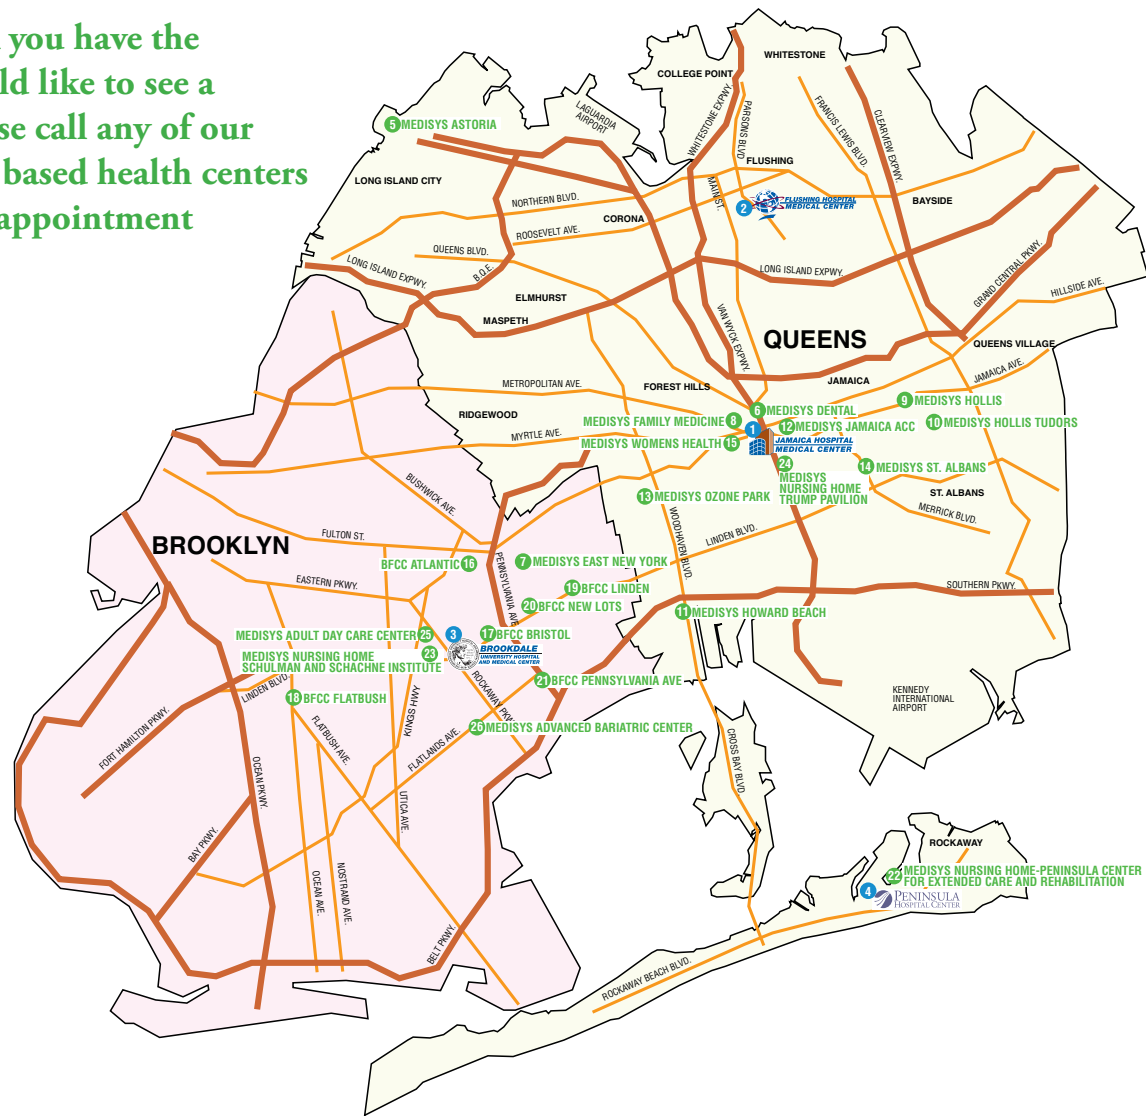 you have the
ld like to see a
se call any of our
based health centers
appointment
WHITESTONE
COLLEGE POINT
LAGUARDIA
AIRPORT
WHITESTONE EXPWY.
PARSONS BLVD
FRANCIS LEWIS BLVD.
CLEARVIEW EXPWY.
5 MEDISYS ASTORIA
FLUSHING
LONG ISLAND CITY
MAIN ST.
NORTHERN BLVD.
2 FLUSHING HOSPITAL
MEDICAL CENTER
BAYSIDE
CORONA
ROOSEVELT AVE.
QUEENS BLVD.
LONG ISLAND EXPWY.
B.Q.E.
LONG ISLAND EXPWY.
GRAND CENTRAL PKWY.
HILLSIDE AVE.
ELMHURST
MASPETH
VAN WYCK EXPWY.
QUEENS
QUEENS VILLAGE
JAMAICA AVE.
METROPOLITAN AVE.
FOREST HILLS
JAMAICA
RIDGEWOOD
9 MEDISYS HOLLIS
6 MEDISYS DENTAL
MEDISYS FAMILY MEDICINE 8
12 MEDISYS JAMAICA ACC
10 MEDISYS HOLLIS TUDORS
1 JAMAICA HOSPITAL
MEDICAL CENTER
MYRTLE AVE.
MEDISYS WOMENS HEALTH 15
24
MEDISYS
NURSING HOME
TRUMP PAVILION
14 MEDISYS ST. ALBANS
ST. ALBANS
MERRICK BLVD.
BUSHWICK AVE.
13 MEDISYS OZONE PARK
WOODHAVEN BLVD.
LINDEN BLVD.
FULTON ST.
BROOKLYN
BFCC ATLANTIC 16
PENNSYLVANIA AVE.
7 MEDISYS EAST NEW YORK
EASTERN PKWY.
19 BFCC LINDEN
SOUTHERN PKWY.
20 BFCC NEW LOTS
11 MEDISYS HOWARD BEACH
MEDISYS ADULT DAY CARE CENTER 25
3
17 BFCC BRISTOL
BROOKDALE
UNIVERSITY HOSPITAL
AND MEDICAL CENTER
MEDISYS NURSING HOME
SCHULMAN AND SCHACHNE INSTITUTE
23
LINDEN BLVD.
21 BFCC PENNSYLVANIA AVE
18 BFCC FLATBUSH
ROCKAWAY PKWY.
KINGS HWY
KENNEDY
INTERNATIONAL
AIRPORT
FORT HAMILTON PKWY.
FLATBUSH AVE.
26 MEDISYS ADVANCED BARIATRIC CENTER
FLATLANDS AVE.
CROSS BAY BLVD.
OCEAN PKWY.
UTICA AVE.
BAY PKWY.
ROCKAWAY
OCEAN AVE.
NOSTRAND AVE.
22 MEDISYS NURSING HOME-PENINSULA CENTER
FOR EXTENDED CARE AND REHABILITATION
4 PENINSULA
HOSPITAL CENTER
BELT PKWY.
ROCKAWAY BEACH BLVD.